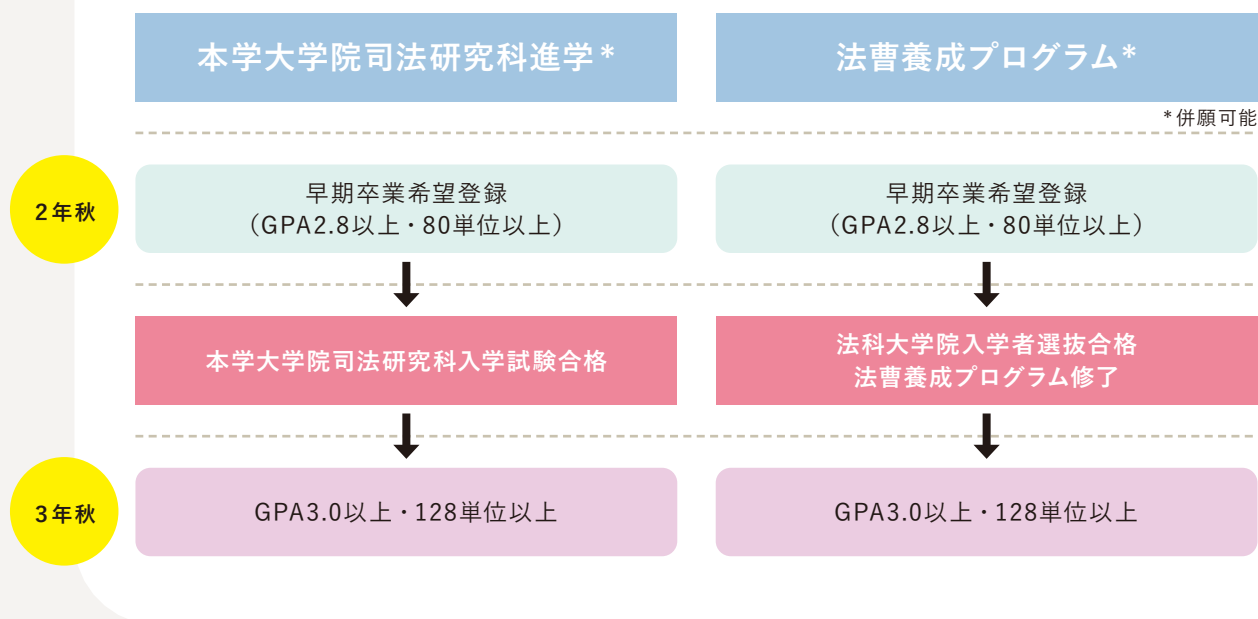 本学大学院司法研究科進学*
法曹養成プログラム*
*併願可能
2年秋
早期卒業希望登録
（GPA2.8以上・80単位以上）
早期卒業希望登録
（GPA2.8以上・80単位以上）
本学大学院司法研究科入学試験合格
法科大学院入学者選抜合格
法曹養成プログラム修了
3年秋
GPA3.0以上・128単位以上
GPA3.0以上・128単位以上